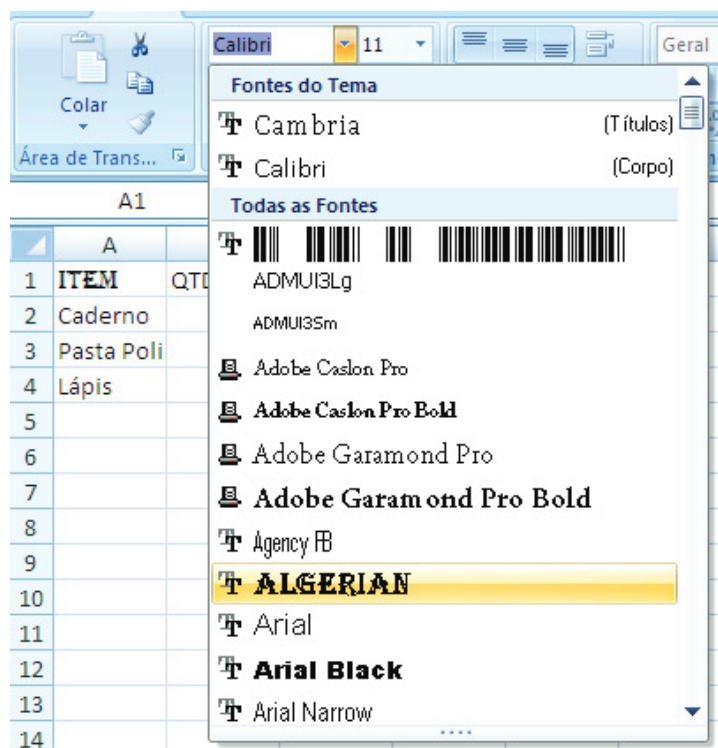 Calibri 11 Geral
Colar
Área de Trans...
Fontes do Tema
Cambria (Títulos)
Calibri (Corpo)
Todas as Fontes
ADMUI3Lg
ADMUI3Sm
Adobe Caslon Pro
Adobe Caslon Pro Bold
Adobe Garamond Pro
Adobe Garamond Pro Bold
Agency FB
ALGERIAN
Arial
Arial Black
Arial Narrow
A1
A
1 ITEM QTD
2 Caderno
3 Pasta Poli
4 Lápis
5
6
7
8
9
10
11
12
13
14